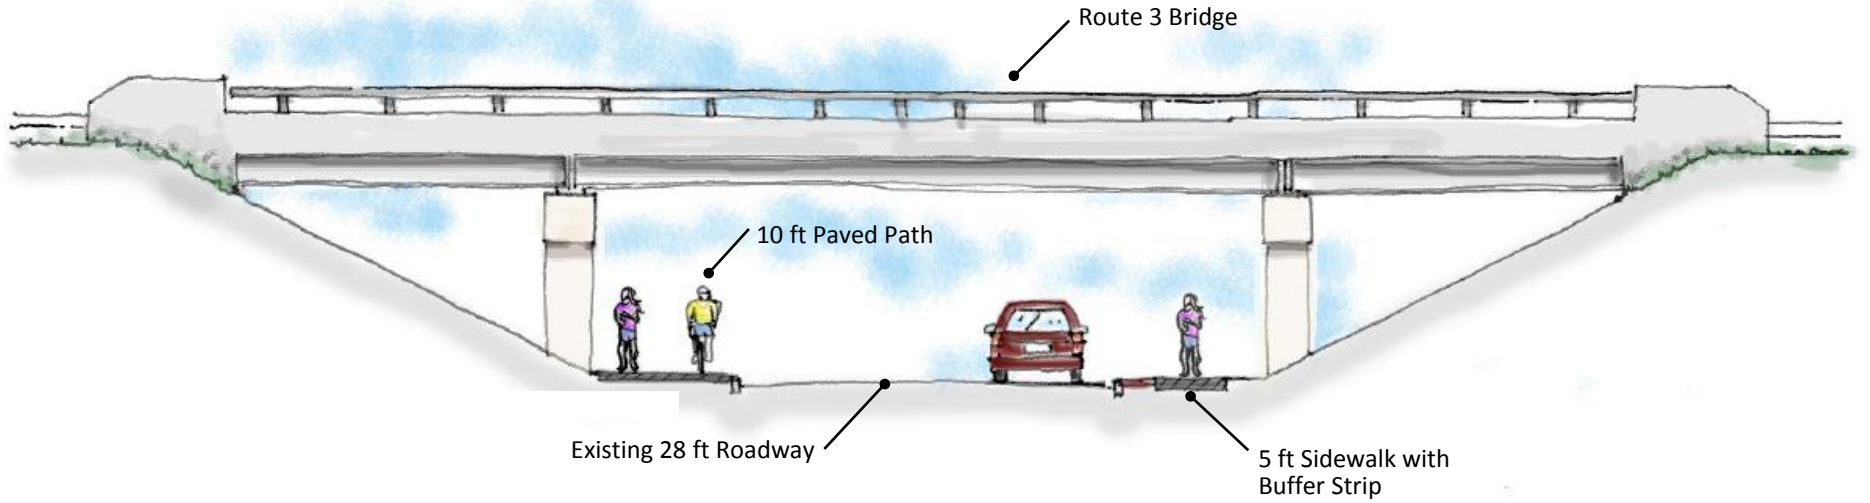 Route 3 Bridge
10 ft Paved Path
Existing 28 ft Roadway
5 ft Sidewalk with
Buffer Strip